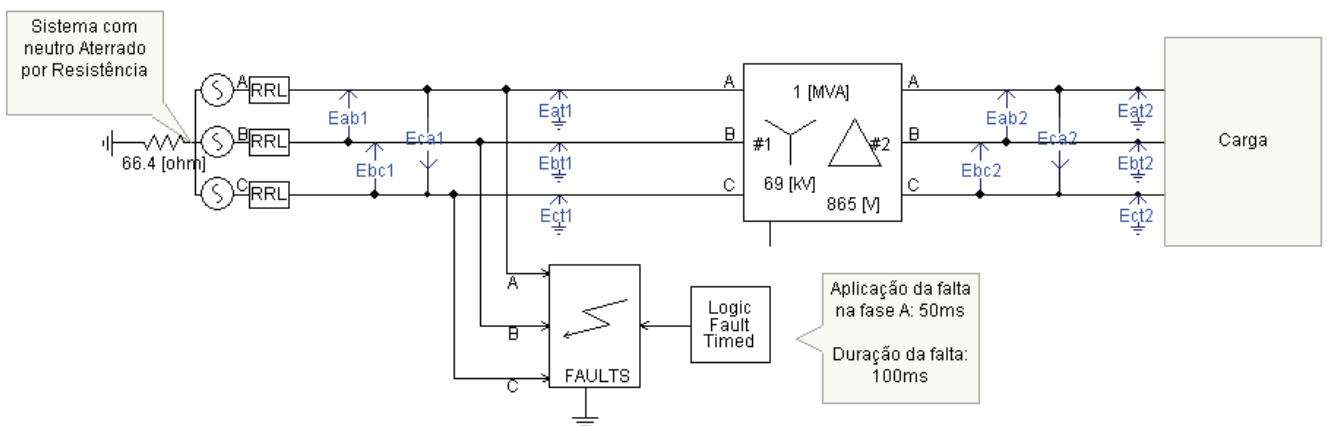 Sistema com
neutro Aterrado
por Resistência
66.4 [ohm]
A
B
C
RRL
RRL
RRL
Eab1
Ebc1
Eca1
Eat1
Ebt1
Ect1
A
B
C
1 [MVA]
#1
#2
69 [kV]
865 [V]
A
B
C
Eab2
Ebc2
Eca2
Eat2
Ebt2
Ect2
Carga
A
B
C
FAULTS
Logic
Fault
Timed
Aplicação da falta
na fase A: 50ms
Duração da falta:
100ms